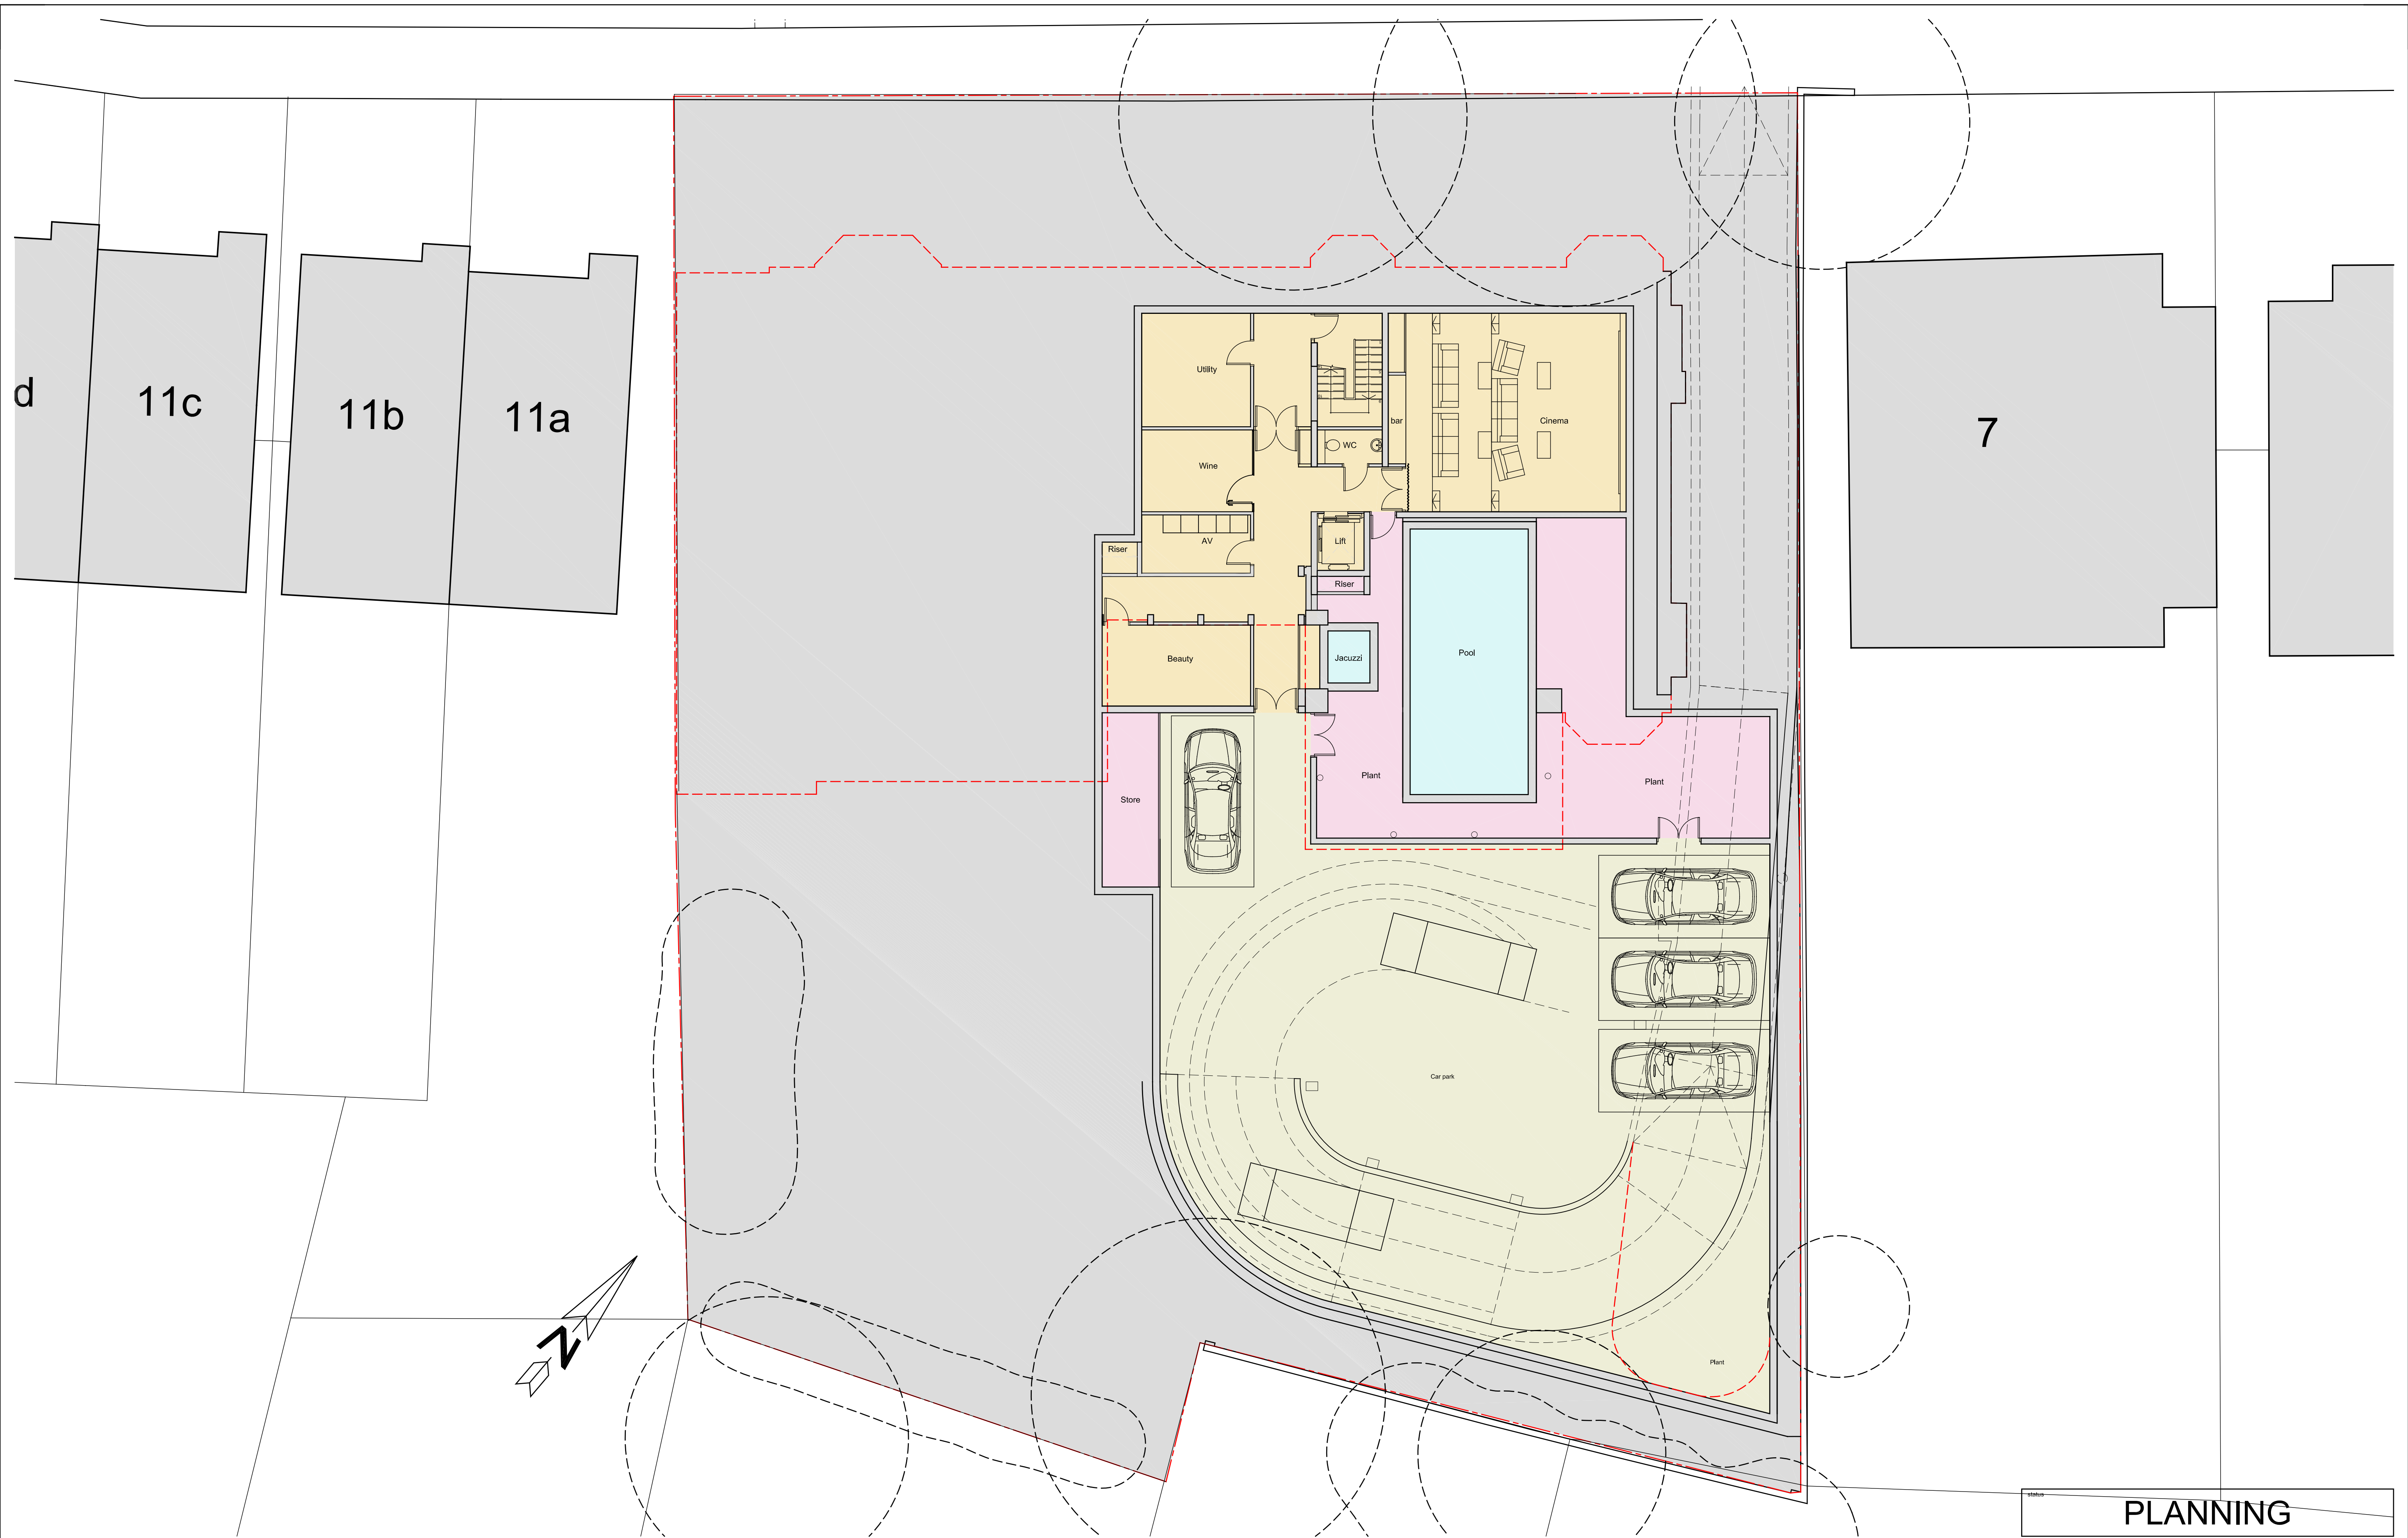 d
11c
11b
11a
7
Utility
bar
Cinema
WC
Wine
AV
Lift
Riser
Riser
Jacuzzi
Pool
Beauty
Plant
Plant
Store
Car park
Plant
N
status
PLANNING